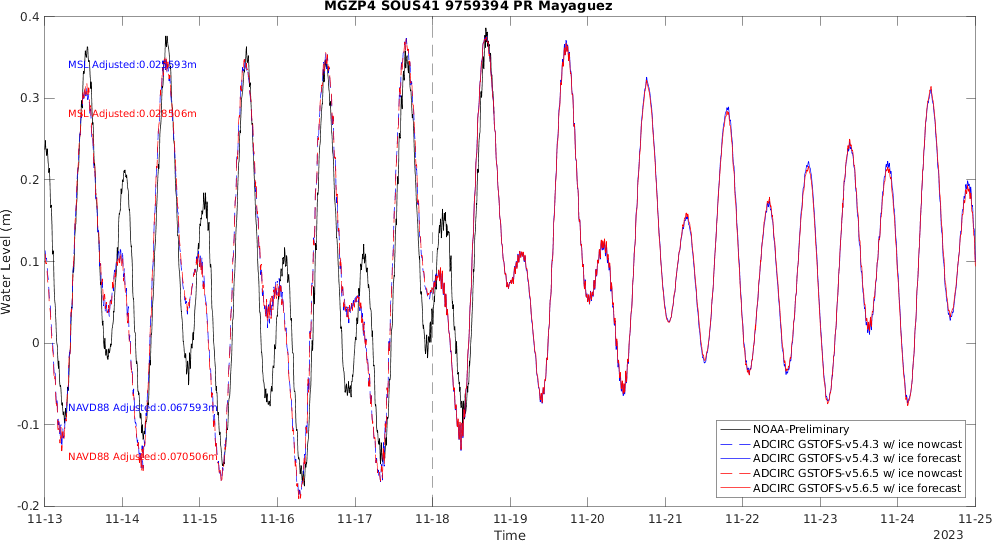 MGZP4 SOUS41 9759394 PR Mayaguez
0.4
0.3
0.2
0.1
0
-0.1
-0.2
Water Level (m)
MSL Adjusted:0.025593m
MSL Adjusted:0.028506m
NAVD88 Adjusted:0.067593m
NAVD88 Adjusted:0.070506m
NOAA-Preliminary
ADCIRC GSTOFS-v5.4.3 w/ ice nowcast
ADCIRC GSTOFS-v5.4.3 w/ ice forecast
ADCIRC GSTOFS-v5.6.5 w/ ice nowcast
ADCIRC GSTOFS-v5.6.5 w/ ice forecast
11-13 11-14 11-15 11-16 11-17 11-18 11-19 11-20 11-21 11-22 11-23 11-24 11-25
Time
2023